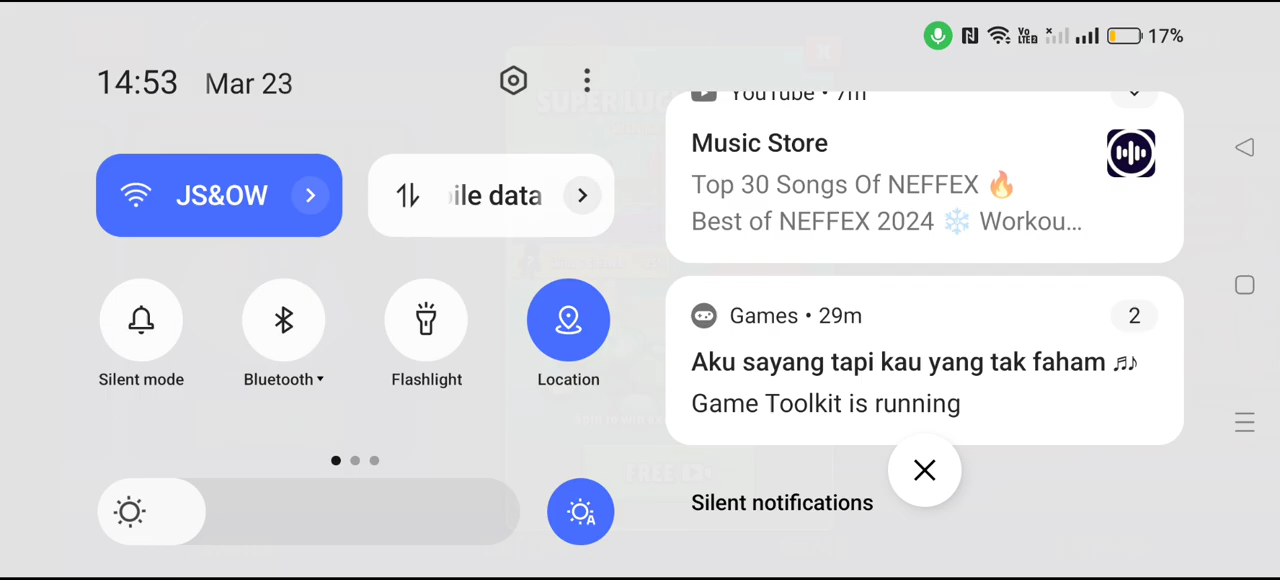 17%
14:53 Mar 23
YouTube • 7m
Music Store
Top 30 Songs Of NEFFEX 🔥
Best of NEFFEX 2024 ❄️ Workou...
JS&OW
ile data
Silent mode
Bluetooth
Flashlight
Location
Games • 29m
2
Aku sayang tapi kau yang tak faham 🎶
Game Toolkit is running
Silent notifications
A